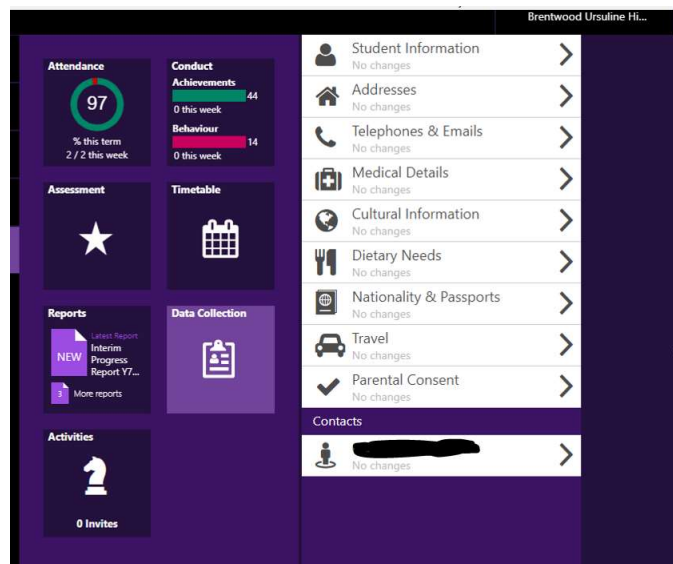 Brentwood Ursuline Hi...
Attendance
97
% this term
2 / 2 this week
Conduct
Achievements
44
0 this week
Behaviour
14
0 this week
Assessment
Timetable
Reports
NEW
Latest Report
Interim
Progress
Report Y7...
3
More reports
Data Collection
Activities
0 Invites
Student Information
No changes
Addresses
No changes
Telephones & Emails
No changes
Medical Details
No changes
Cultural Information
No changes
Dietary Needs
No changes
Nationality & Passports
No changes
Travel
No changes
Parental Consent
No changes
Contacts
No changes